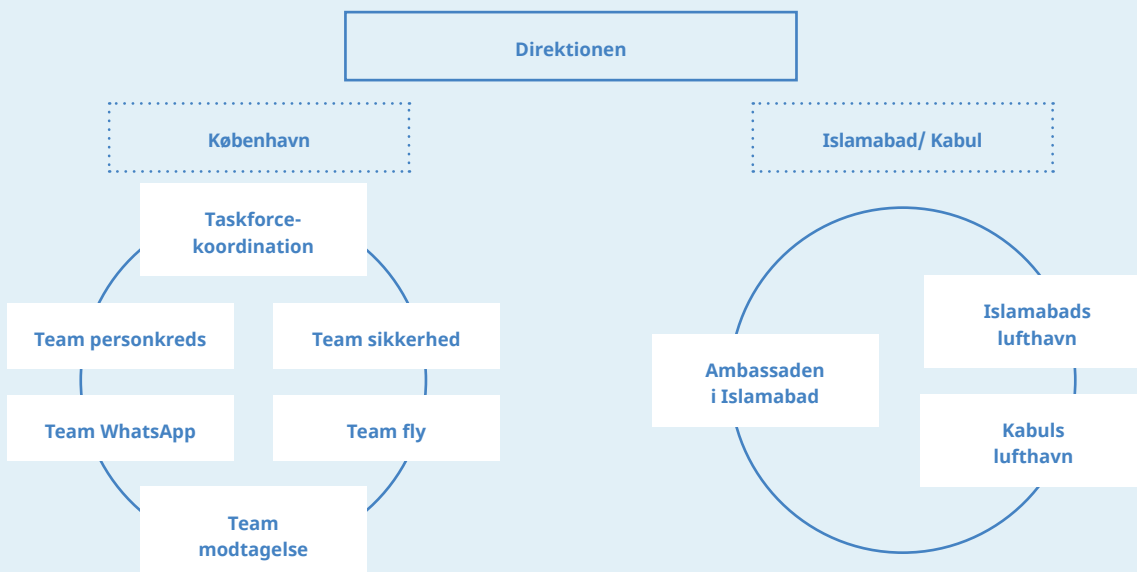 Direktionen
København
Taskforce-
koordination
Team personkreds
Team sikkerhed
Team WhatsApp
Team fly
Team
modtagelse
Islamabad/ Kabul
Ambassaden
i Islamabad
Islamabads
lufthavn
Kabuls
lufthavn